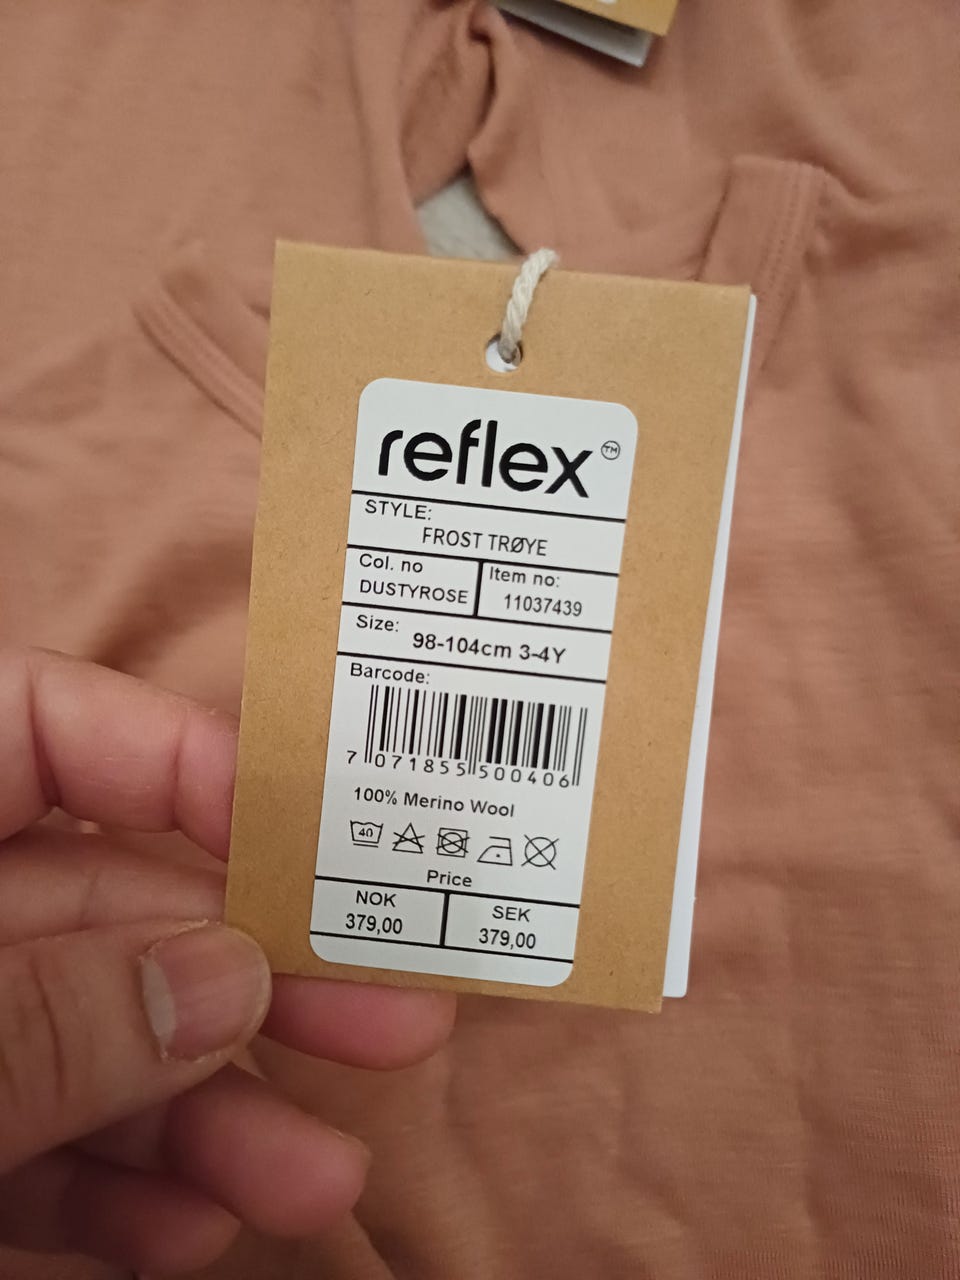 reflex™
STYLE:
FROST TRØYE
Col. no
DUSTYROSE
Item no:
11037439
Size: 98-104cm 3-4Y
Barcode:
7 071855 500406
100% Merino Wool
40
Price
NOK
379,00
SEK
379,00